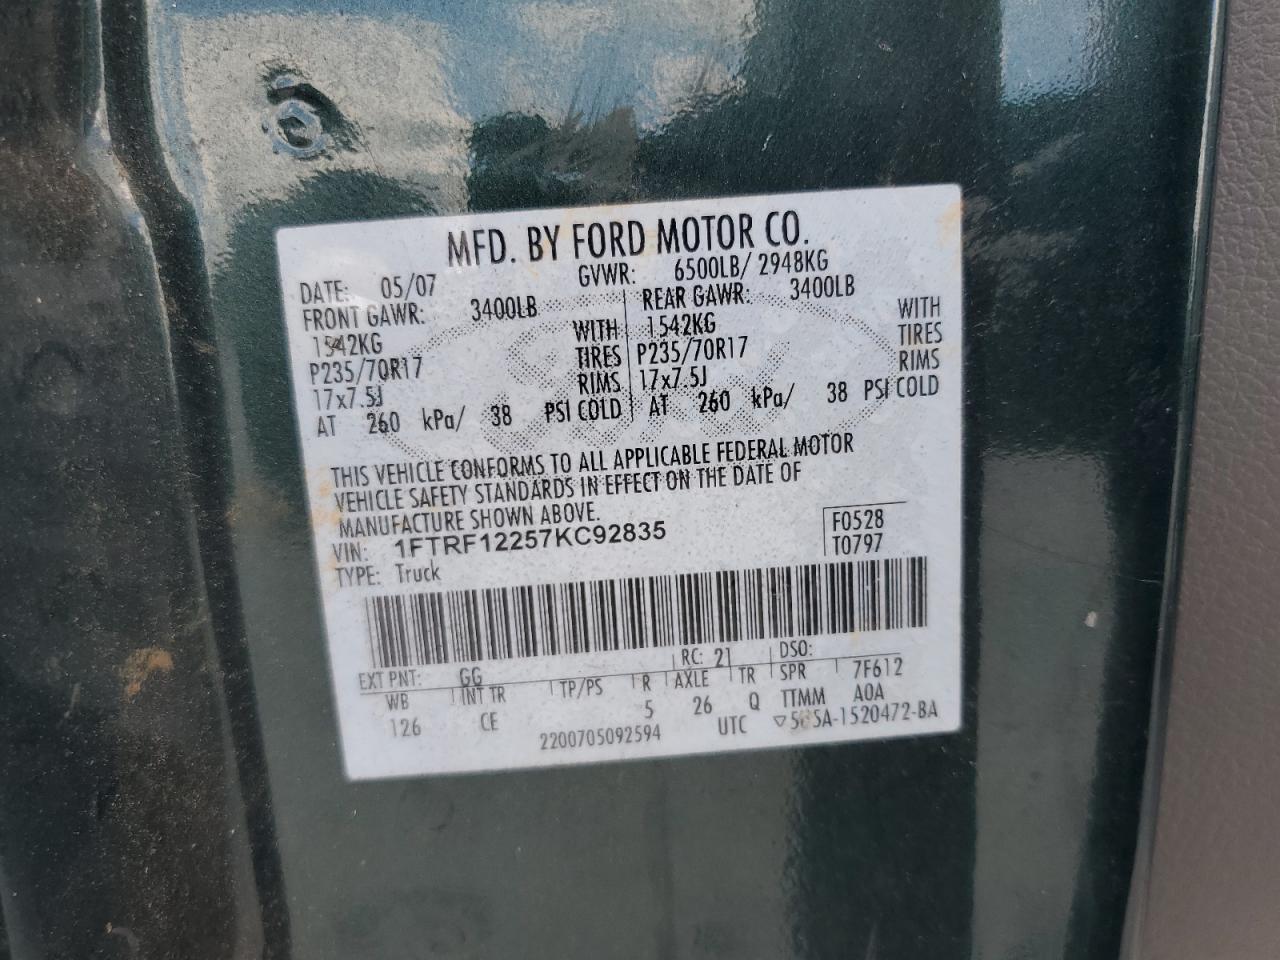 MFD. BY FORD MOTOR CO.
DATE: 05/07 GVWR: 6500LB/ 2948KG
FRONT GAWR: 3400LB REAR GAWR: 3400LB
1542KG WITH 1542KG WITH
P235/70R17 TIRES P235/70R17 TIRES
17x7.5J RIMS 17x7.5J RIMS
AT 260 kPa/ 38 PSI COLD AT 260 kPa/ 38 PSI COLD
THIS VEHICLE CONFORMS TO ALL APPLICABLE FEDERAL MOTOR
VEHICLE SAFETY STANDARDS IN EFFECT ON THE DATE OF
MANUFACTURE SHOWN ABOVE.
VIN: 1FTRF12257KC92835 F0528
TYPE: Truck T0797
EXT PNT: GG RC: 21 DSO:
WB INT TR TP/PS R AXLE TR SPR 7F612
126 CE 5 26 Q TTMM A0A
2200705092594 UTC ▽ -1520472-BA